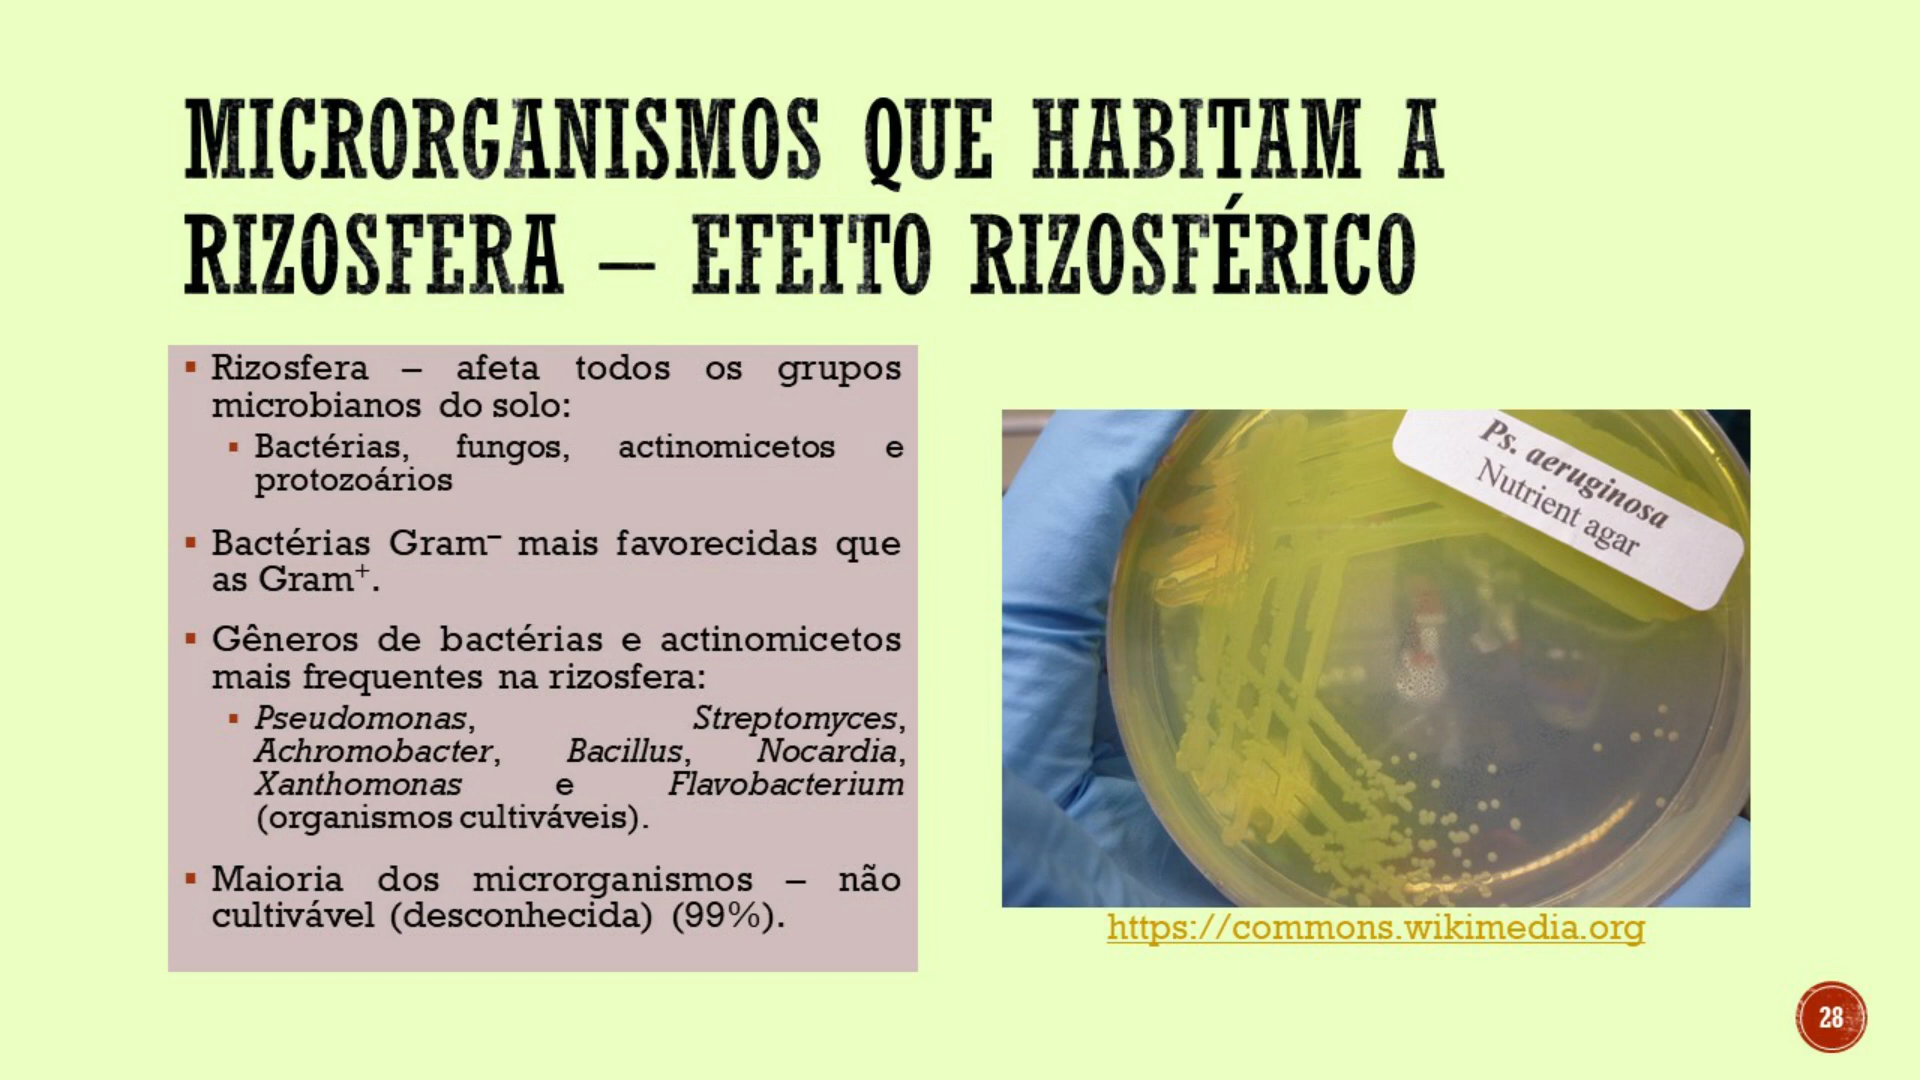 MICRORGANISMOS QUE HABITAM A
RIZOSFERA – EFEITO RIZOSFÉRICO
▪ Rizosfera – afeta todos os grupos
microbianos do solo:
▪ Bactérias, fungos, actinomicetos e
protozoários
▪ Bactérias Gram⁻ mais favorecidas que
as Gram⁺.
▪ Gêneros de bactérias e actinomicetos
mais frequentes na rizosfera:
▪ Pseudomonas, Streptomyces,
Achromobacter, Bacillus, Nocardia,
Xanthomonas e Flavobacterium
(organismos cultiváveis).
▪ Maioria dos microrganismos – não
cultivável (desconhecida) (99%).
Ps. aeruginosa
Nutrient agar
https://commons.wikimedia.org
28